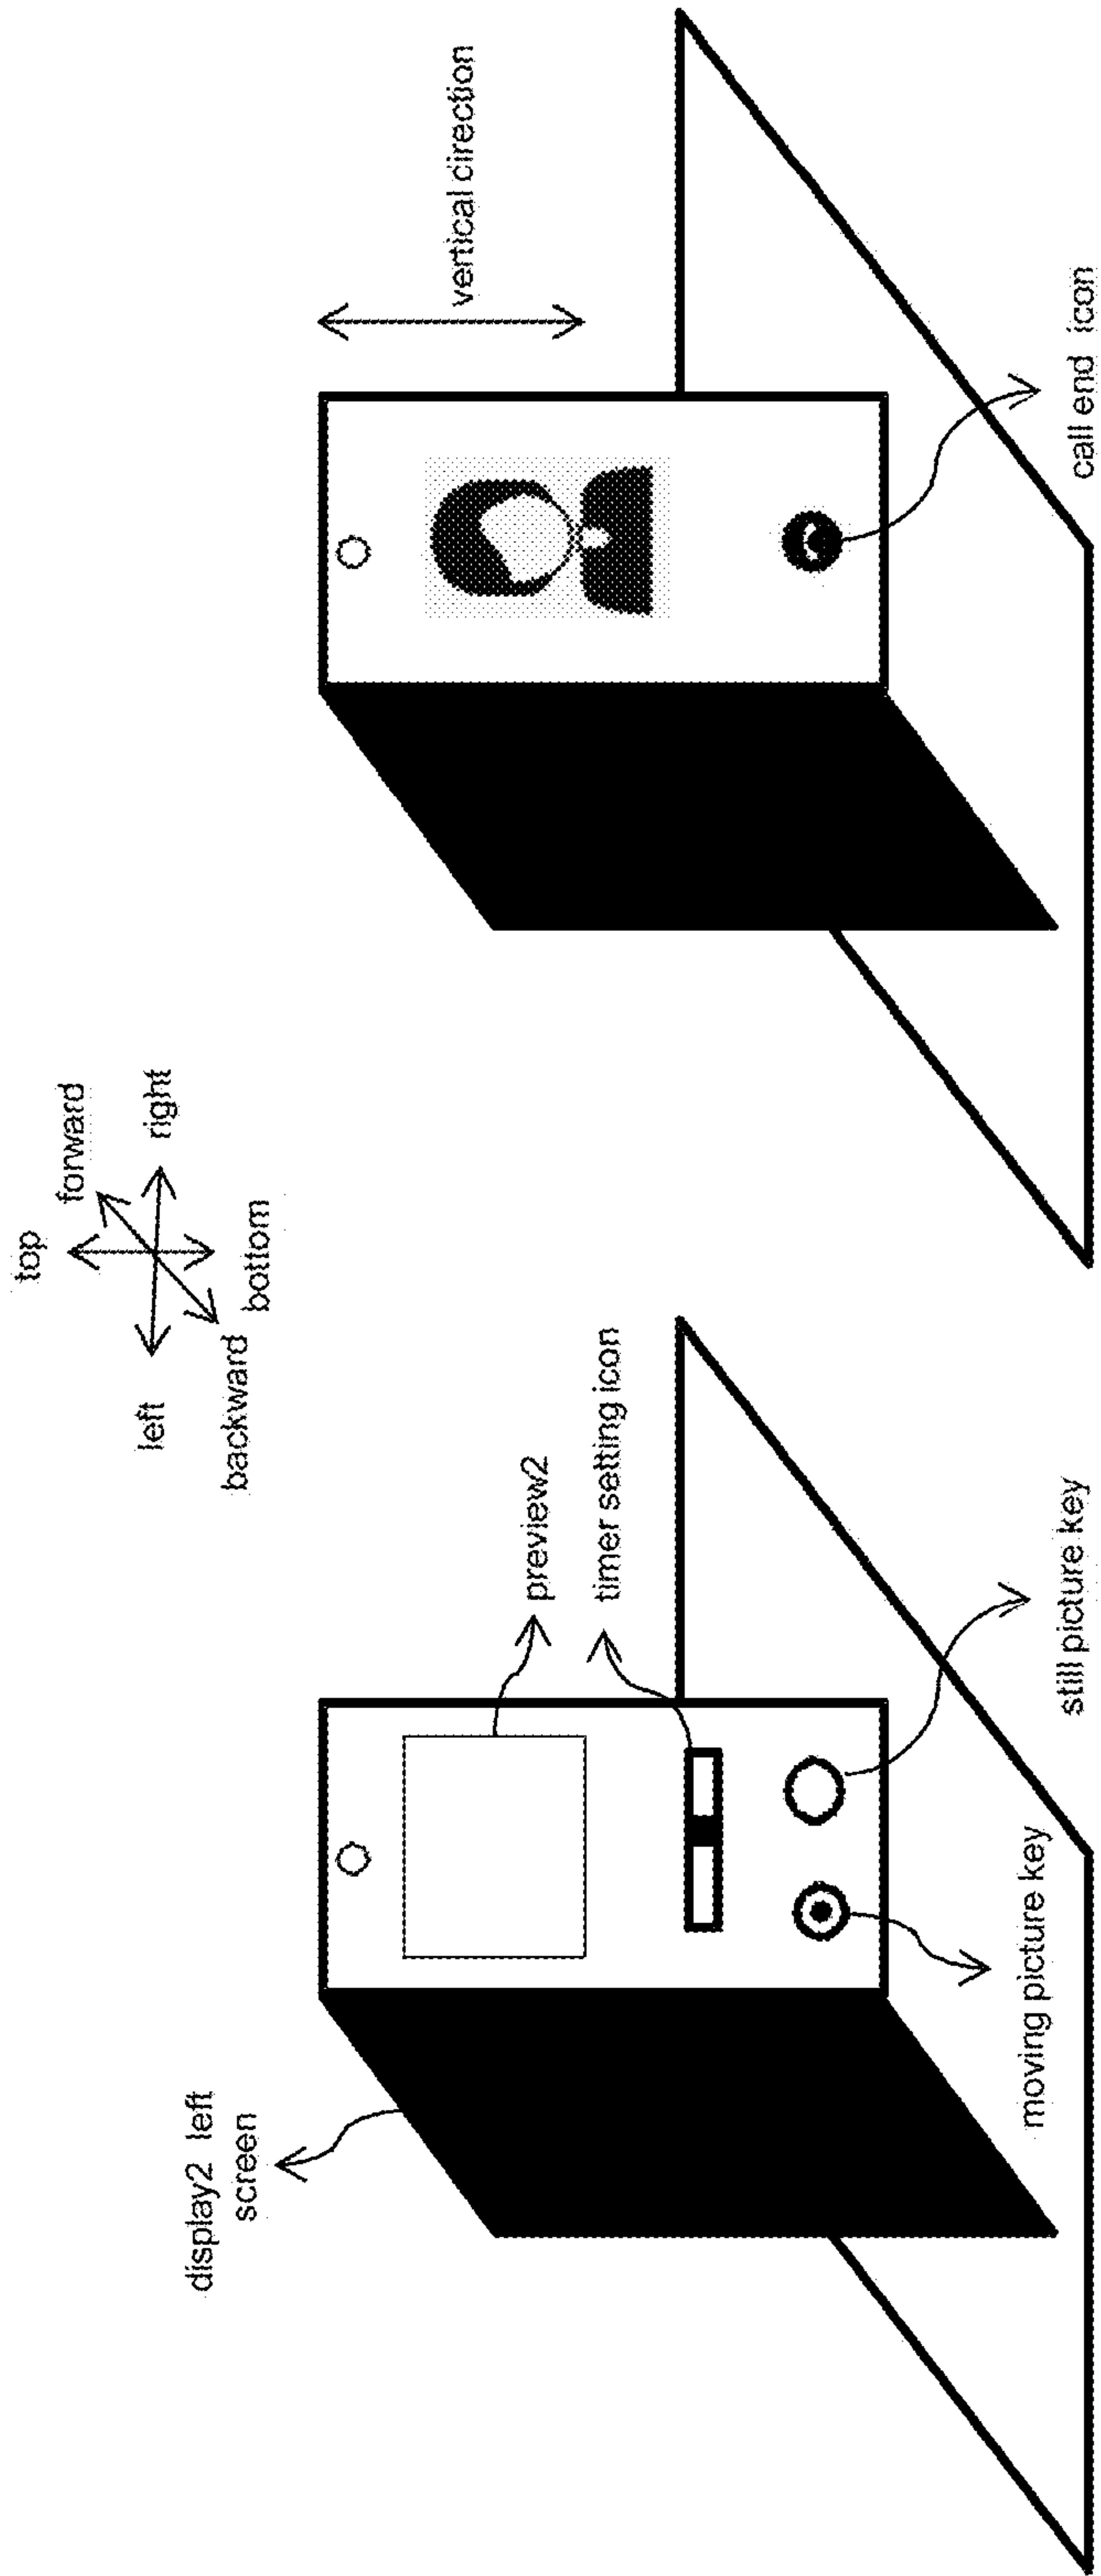 top
forward
left
right
backward
bottom
display2 left
screen
preview2
timer setting icon
moving picture key
still picture key
vertical direction
call end icon